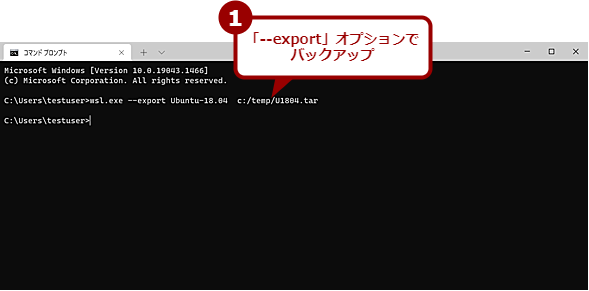 1
「--export」オプションで
バックアップ
コマンド プロンプト
Microsoft Windows [Version 10.0.19043.1466]
(c) Microsoft Corporation. All rights reserved.
C:\Users\testuser>wsl.exe --export Ubuntu-18.04  c:/temp/U1804.tar
C:\Users\testuser>